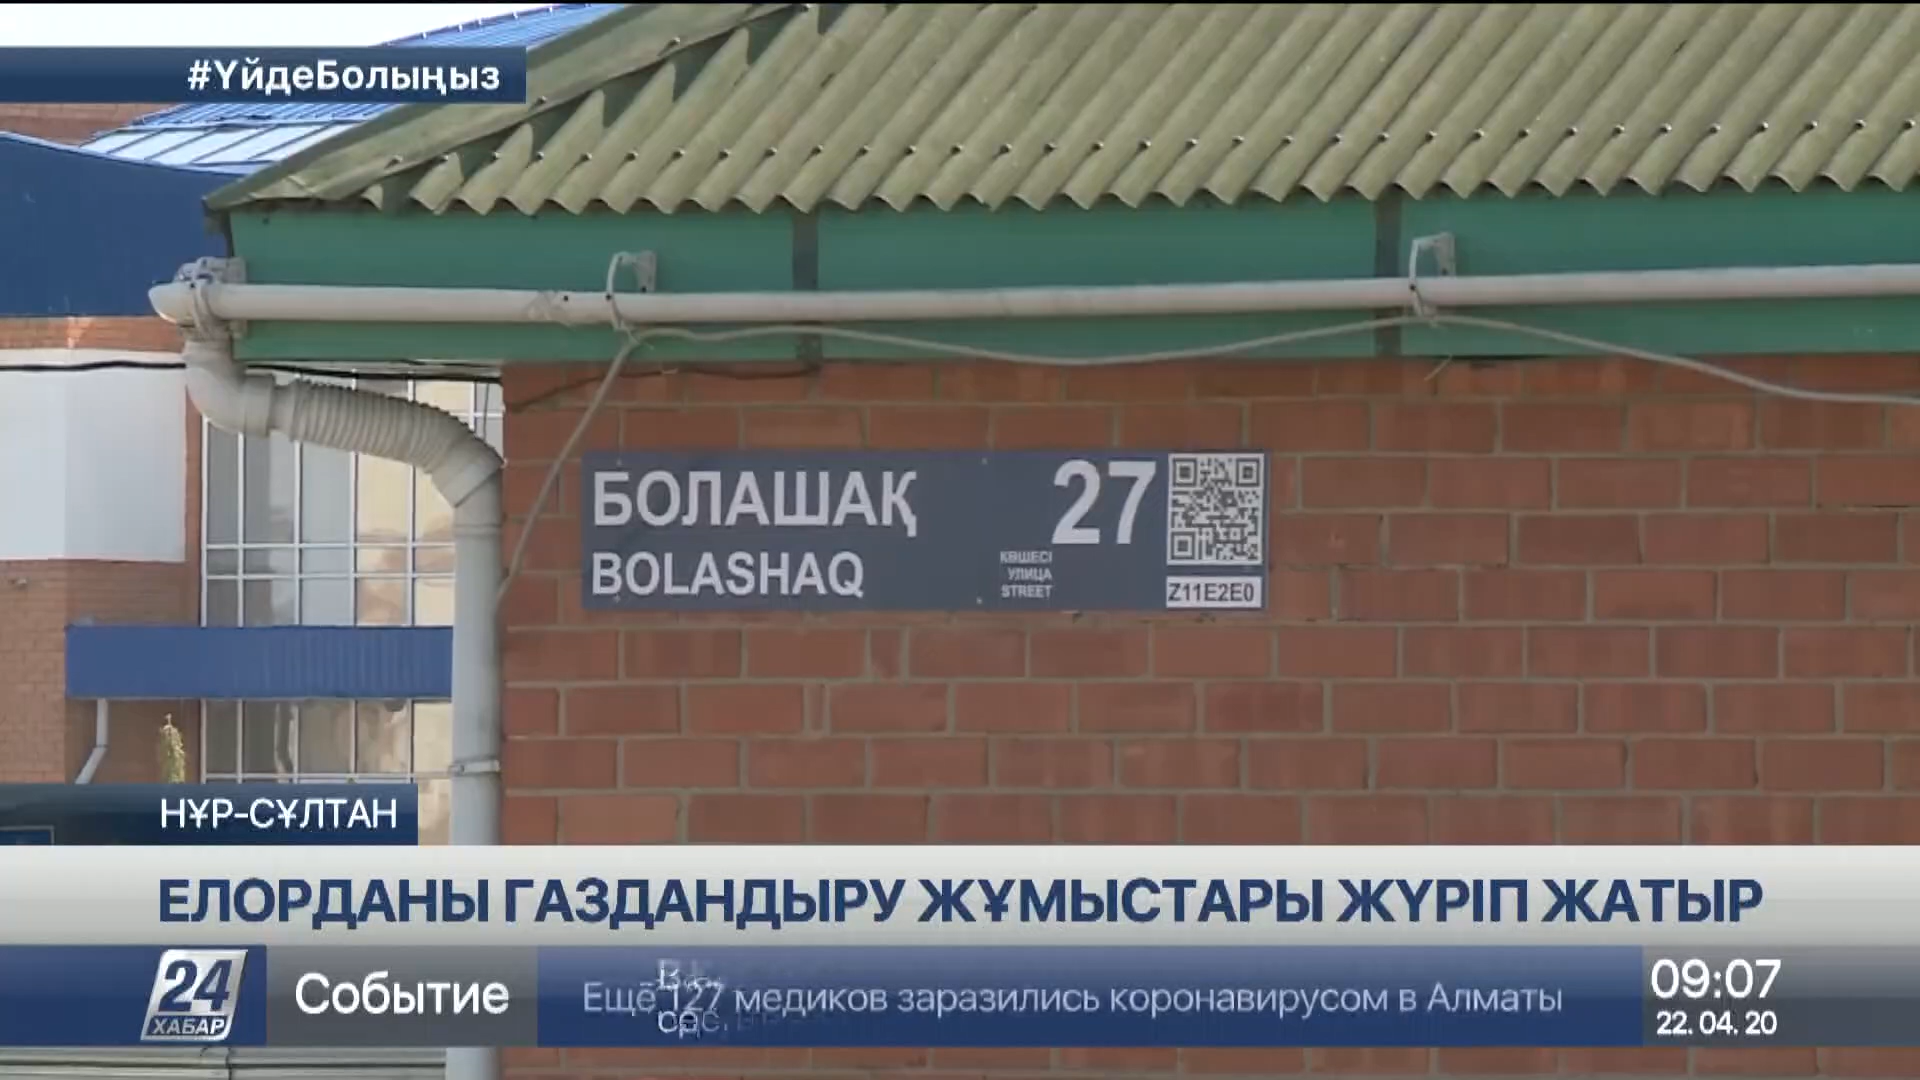 #ҮйдеБолыңыз
БОЛАШАҚ
BOLASHAQ
27
КӨШЕСІ
УЛИЦА
STREET
Z11E2E0
НҰР-СҰЛТАН
ЕЛОРДАНЫ ГАЗДАНДЫРУ ЖҰМЫСТАРЫ ЖҮРІП ЖАТЫР
24
ХАБАР
Событие
Ещё 127 медиков заразились коронавирусом в Алматы
09:07
22. 04. 20